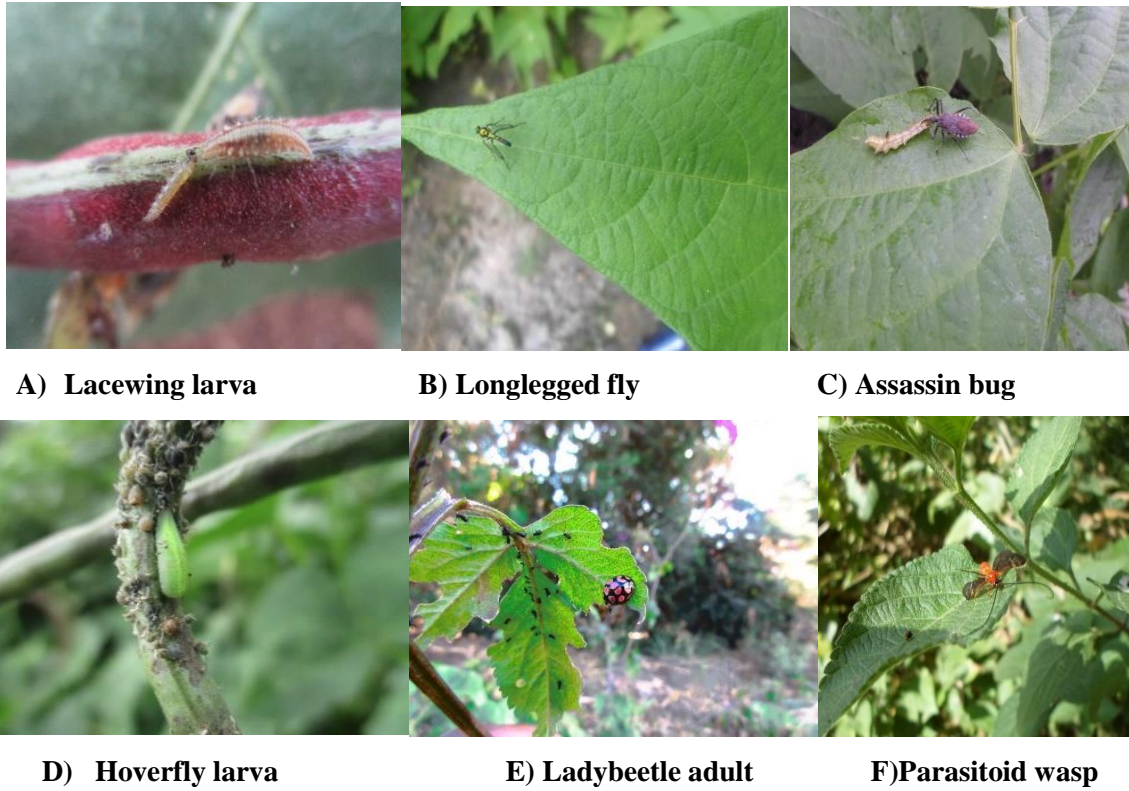 A) Lacewing larva
B) Longlegged fly
C) Assassin bug
D) Hoverfly larva
E) Ladybeetle adult
F)Parasitoid wasp